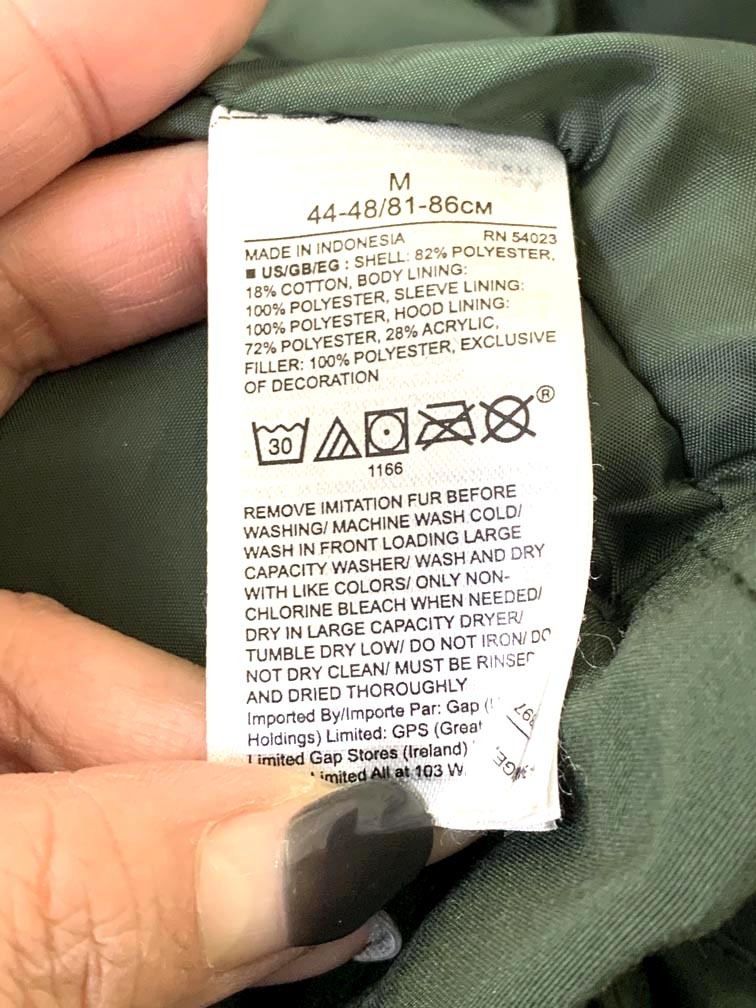 M
44-48/81-86CM
MADE IN INDONESIA RN 54023
■ US/GB/EG : SHELL: 82% POLYESTER,
18% COTTON, BODY LINING:
100% POLYESTER, SLEEVE LINING:
100% POLYESTER, HOOD LINING:
72% POLYESTER, 28% ACRYLIC,
FILLER: 100% POLYESTER, EXCLUSIVE
OF DECORATION
®
30
1166
REMOVE IMITATION FUR BEFORE
WASHING/ MACHINE WASH COLD/
WASH IN FRONT LOADING LARGE
CAPACITY WASHER/ WASH AND DRY
WITH LIKE COLORS/ ONLY NON-
CHLORINE BLEACH WHEN NEEDED/
DRY IN LARGE CAPACITY DRYER/
TUMBLE DRY LOW/ DO NOT IRON/ DO
NOT DRY CLEAN/ MUST BE RINSED
AND DRIED THOROUGHLY
Imported By/Importe Par: Gap
Holdings) Limited: GPS (Great
Limited Gap Stores (Ireland)
Limited All at 103 W